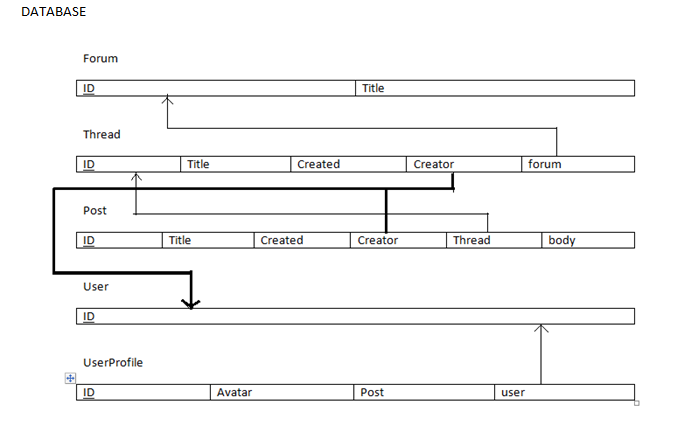 DATABASE
Forum
ID Title
Thread
ID Title Created Creator forum
Post
ID Title Created Creator Thread body
User
ID
UserProfile
ID Avatar Post user